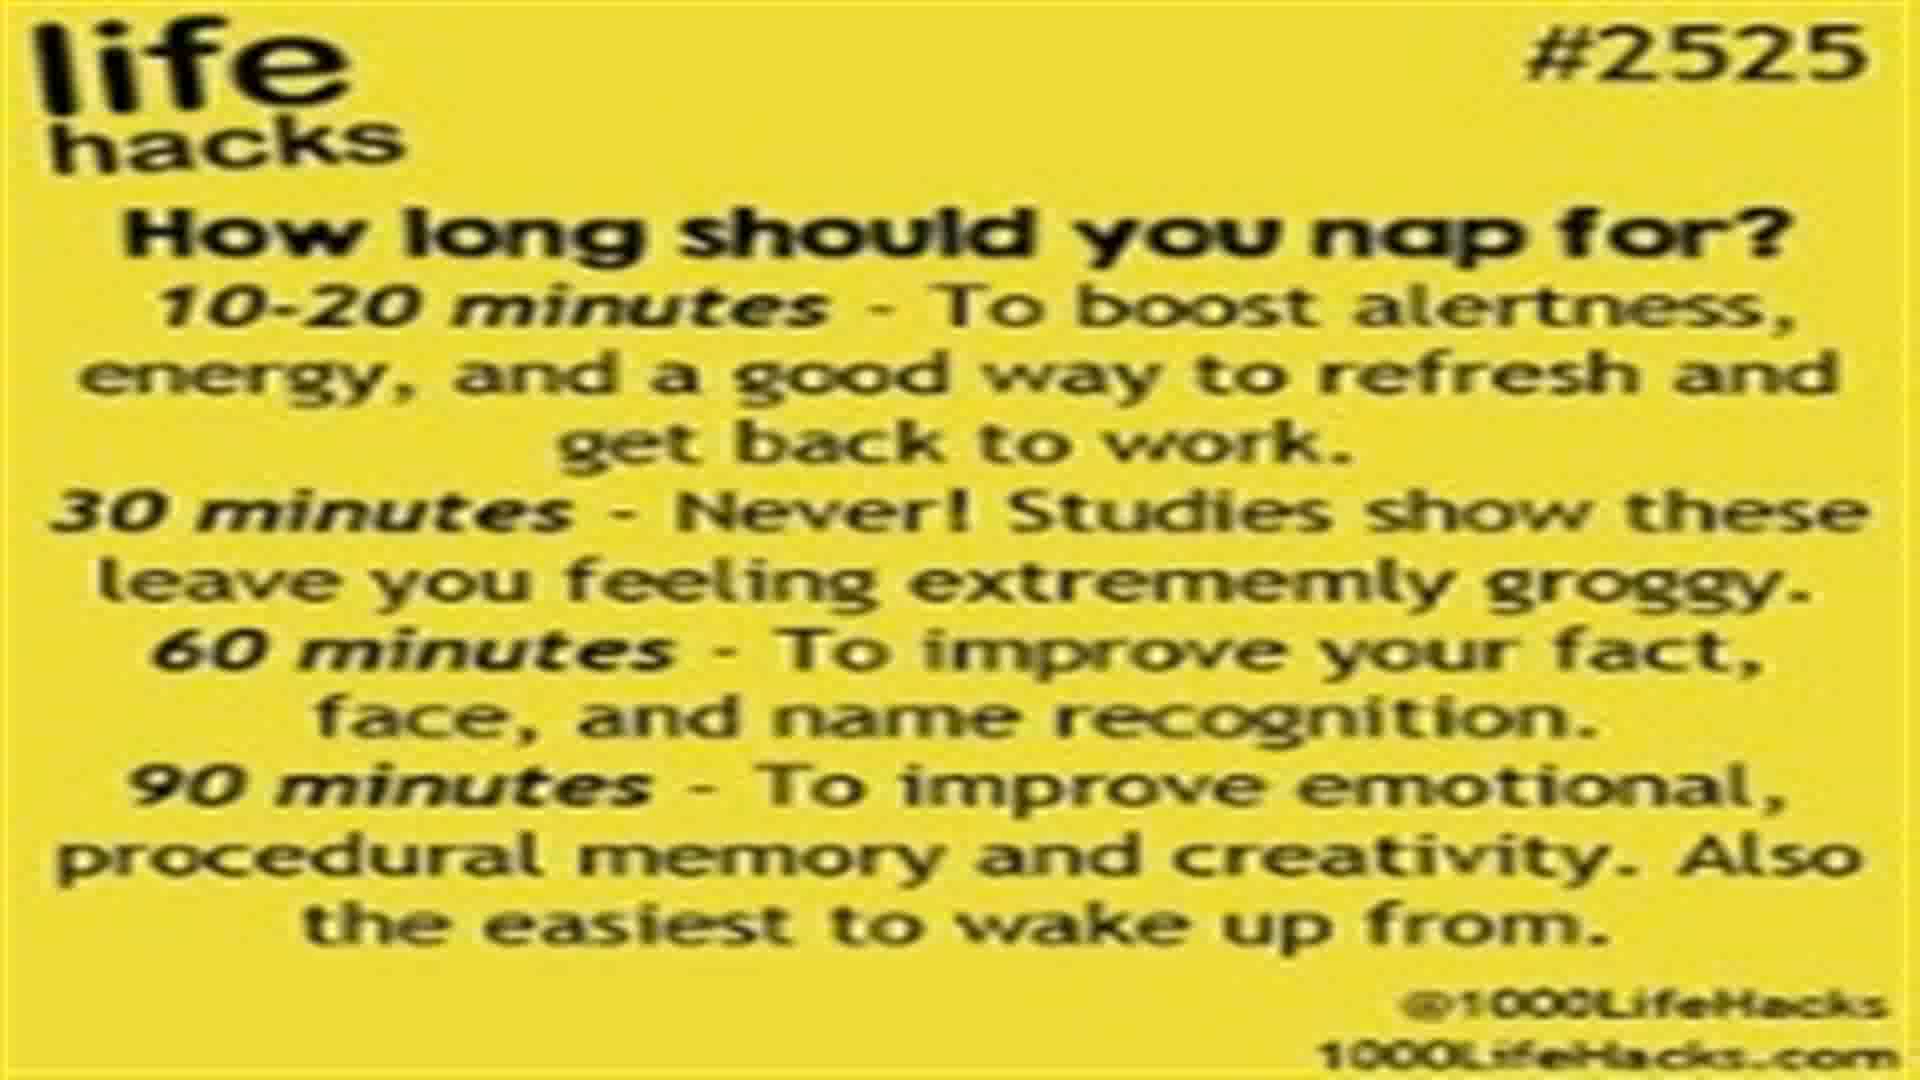 life
hacks
#2525
How long should you nap for?
10-20 minutes - To boost alertness,
energy, and a good way to refresh and
get back to work.
30 minutes - Never! Studies show these
leave you feeling extrememly groggy.
60 minutes - To improve your fact,
face, and name recognition.
90 minutes - To improve emotional,
procedural memory and creativity. Also
the easiest to wake up from.
@1000LifeHacks
1000LifeHacks.com